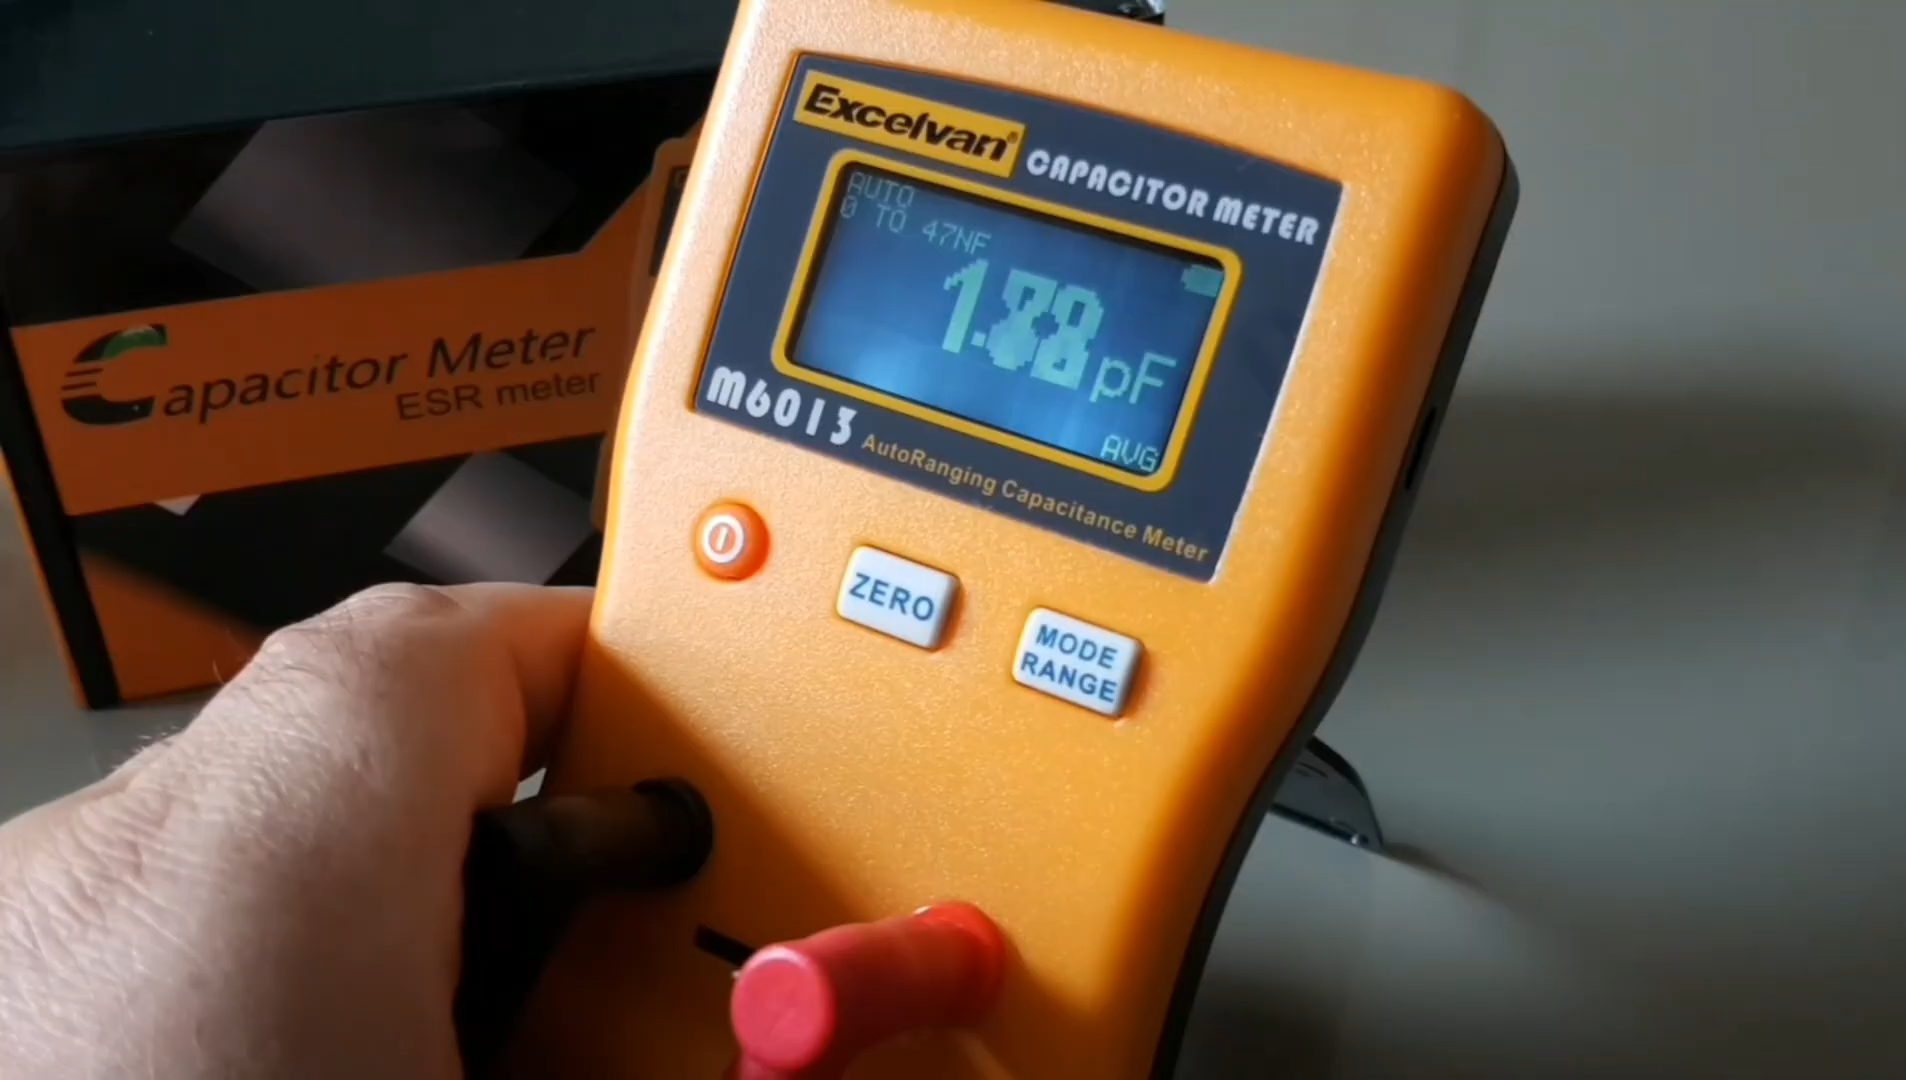 Excelvan®
CAPACITOR METER
AUTO
0 TO 47NF
pF
AVG
M6013
AutoRanging Capacitance Meter
ZERO
MODE
RANGE
Capacitor Meter
ESR meter